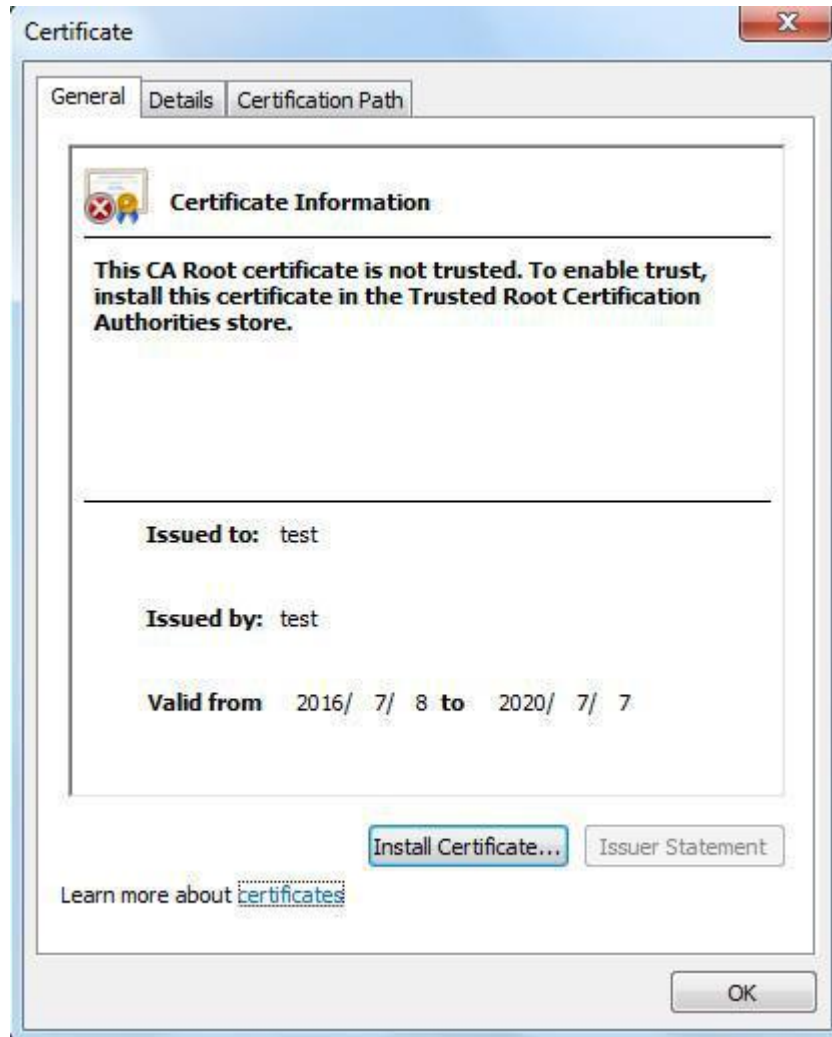 Certificate
General Details Certification Path
Certificate Information
This CA Root certificate is not trusted. To enable trust,
install this certificate in the Trusted Root Certification
Authorities store.
Issued to: test
Issued by: test
Valid from 2016/ 7/ 8 to 2020/ 7/ 7
Install Certificate... Issuer Statement
Learn more about certificates
OK